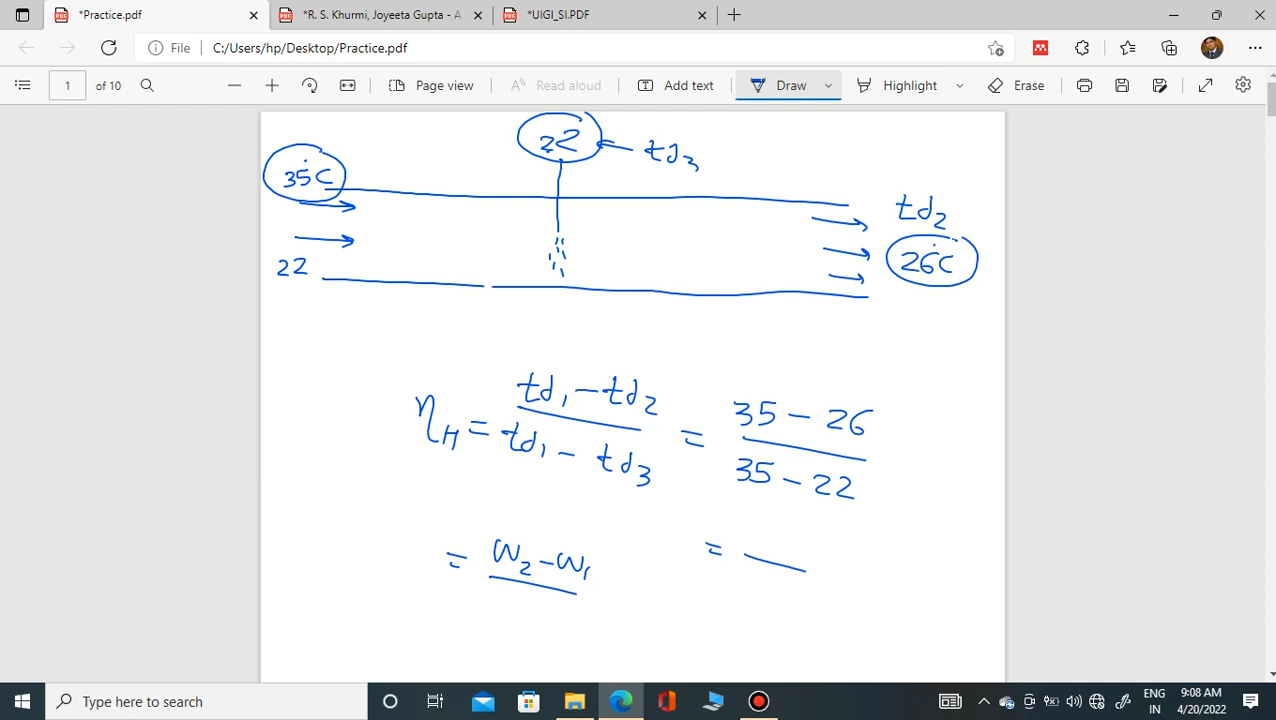 *Practice.pdf
*R. S. Khurmi, Joyeeta Gupta - A
*UIGI_SI.PDF
File C:/Users/hp/Desktop/Practice.pdf
1 of 10
Page view
Read aloud
Add text
Draw
Highlight
Erase
22 ← td3
35°C
td2
26°C
22
ηH = td1 - td2 / td1 - td3 = 35 - 26 / 35 - 22
= W2 - W1
=
Type here to search
ENG
IN
9:08 AM
4/20/2022